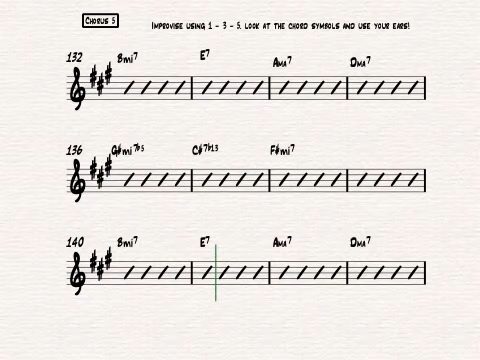 Chorus 5
Improvise using 1 - 3 - 5. look at the chord symbols and use your ears!
132 Bmi7 E7 Ama7 Dma7
136 G#mi7b5 C#7b13 F#mi7
140 Bmi7 E7 Ama7 Dma7